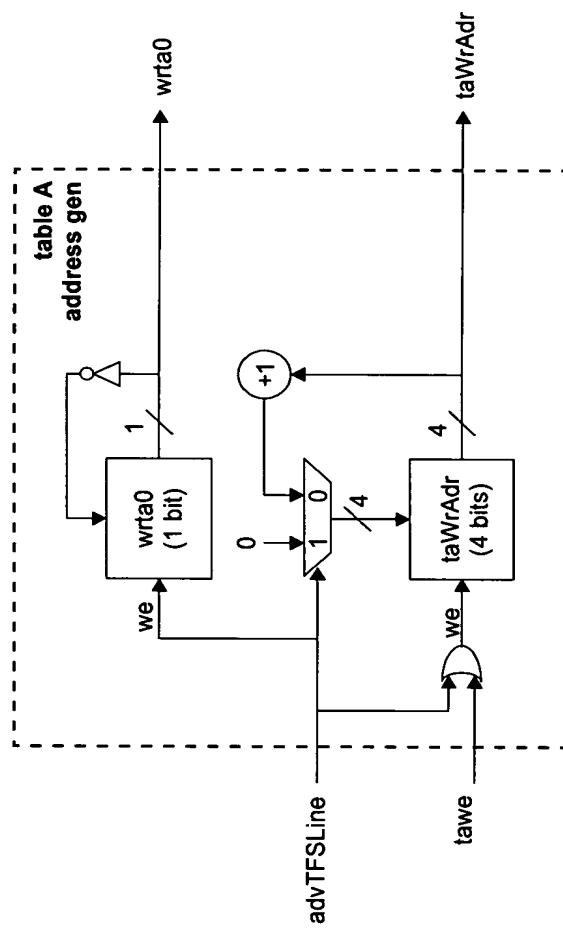 table A
address gen
wrta0
1
we
wrta0
(1 bit)
+1
0
1 0
4
advTFSLine
we
taWrAdr
(4 bits)
4
taWrAdr
tawe